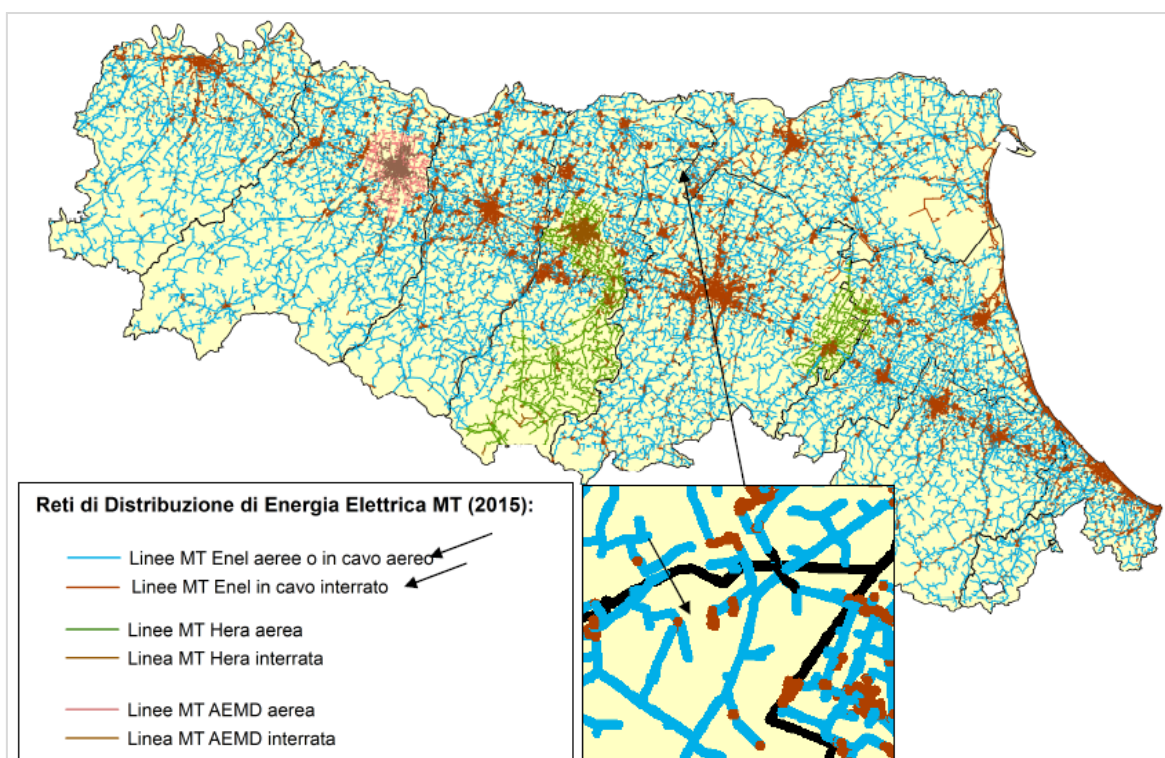 Reti di Distribuzione di Energia Elettrica MT (2015):
Linee MT Enel aeree o in cavo aereo
Linee MT Enel in cavo interrato
Linee MT Hera aerea
Linea MT Hera interrata
Linee MT AEMD aerea
Linea MT AEMD interrata